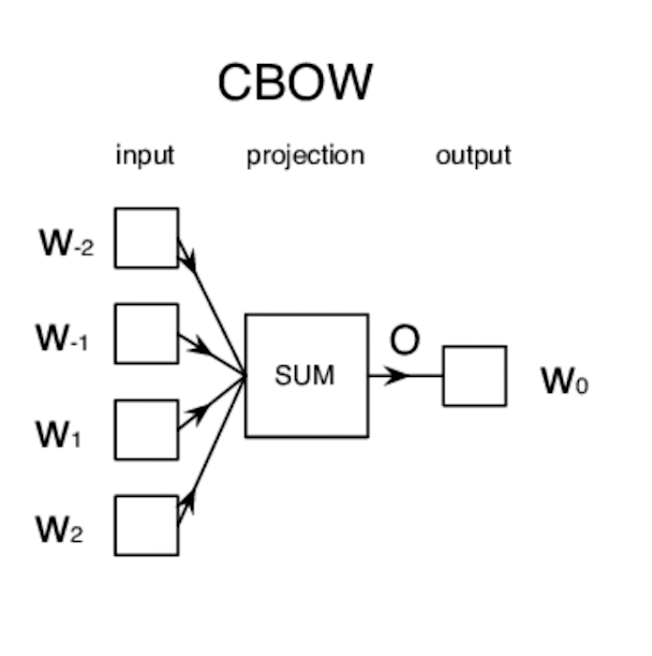 CBOW
input projection output
W-2
W-1
W1
W2
SUM
O
W0